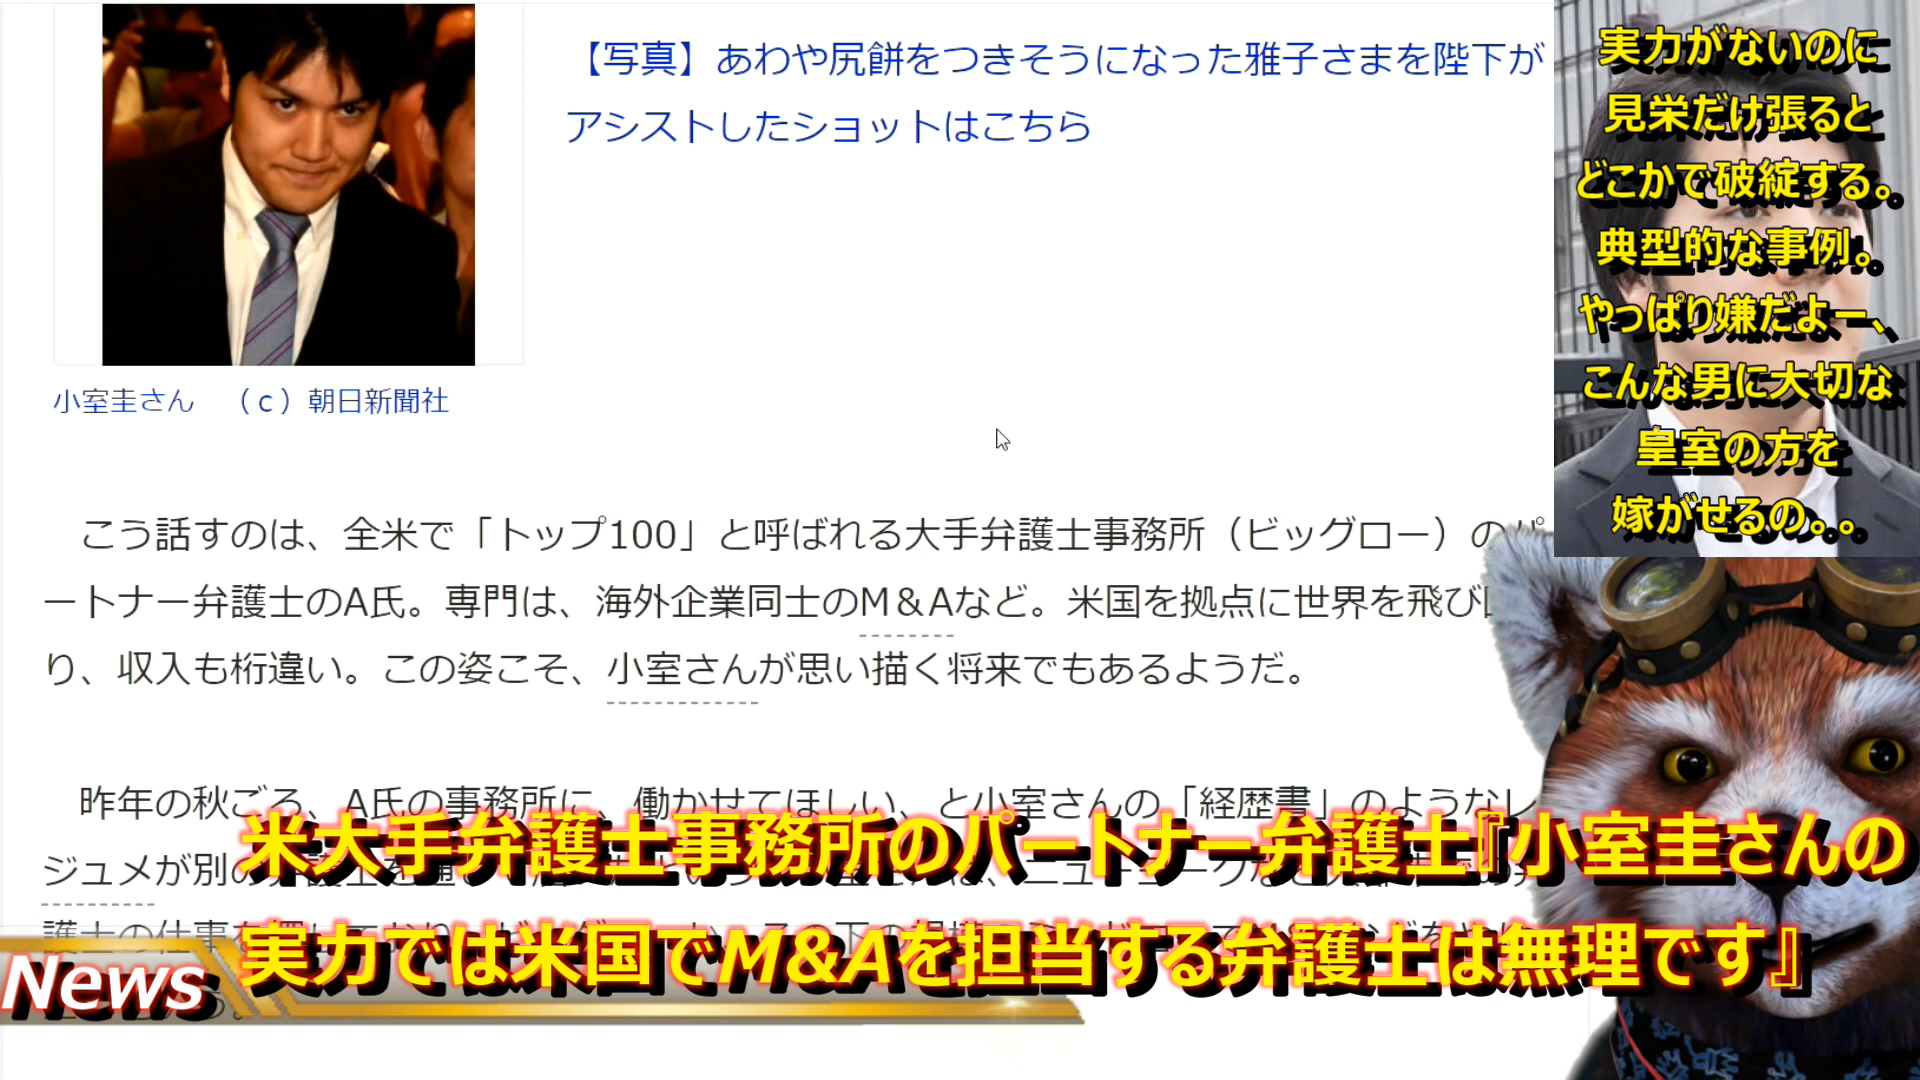 【写真】あわや尻餅をつきそうになった雅子さまを陛下が
アシストしたショットはこちら
小室圭さん （ｃ）朝日新聞社
こう話すのは、全米で「トップ100」と呼ばれる大手弁護士事務所（ビッグロー）のパ
ートナー弁護士のA氏。専門は、海外企業同士のM＆Aなど。米国を拠点に世界を飛び回
り、収入も桁違い。この姿こそ、小室さんが思い描く将来でもあるようだ。
昨年の秋ごろ、A氏の事務所に、働かせてほしい、と小室さんの「経歴書」のようなレ
ジュメが別の弁護士を
護士の仕事を
実力がないのに
見栄だけ張ると
どこかで破綻する。
典型的な事例。
やっぱり嫌だよー、
こんな男に大切な
皇室の方を
嫁がせるの。。
米大手弁護士事務所のパートナー弁護士『小室圭さんの
実力では米国でM&Aを担当する弁護士は無理です』
News